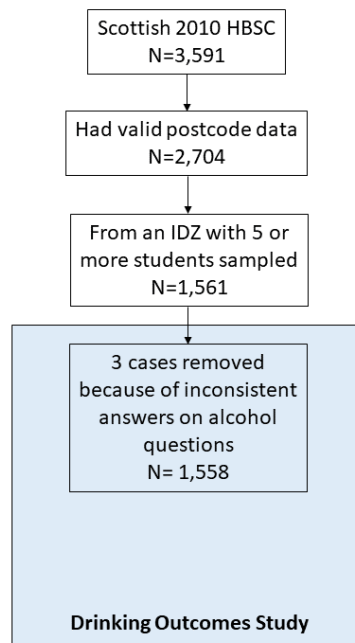 Scottish 2010 HBSC
N=3,591
Had valid postcode data
N=2,704
From an IDZ with 5 or
more students sampled
N=1,561
3 cases removed
because of inconsistent
answers on alcohol
questions
N= 1,558
Drinking Outcomes Study